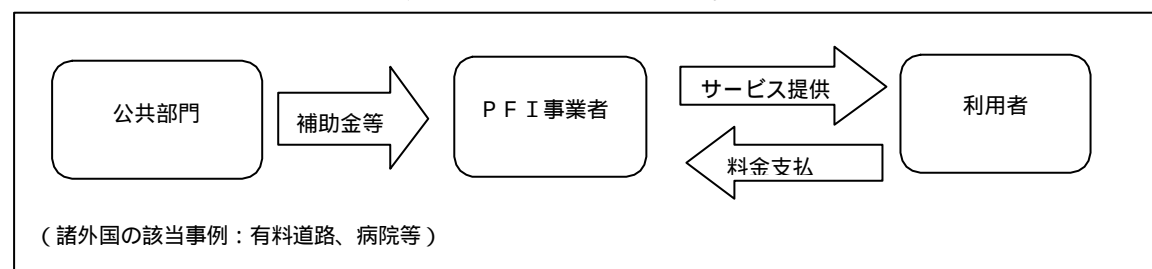 公共部門
補助金等
ＰＦＩ事業者
サービス提供
料金支払
利用者
（諸外国の該当事例：有料道路、病院等）